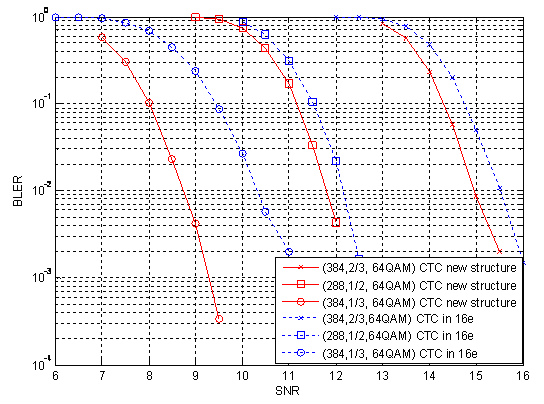 10^0
10^-1
10^-2
10^-3
10^-4
BLER
6 7 8 9 10 11 12 13 14 15 16
SNR
(384,2/3, 64QAM) CTC new structure
(288,1/2, 64QAM) CTC new structure
(384,1/3, 64QAM) CTC new structure
(384,2/3,64QAM) CTC in 16e
(288,1/2,64QAM) CTC in 16e
(384,1/3, 64QAM) CTC in 16e